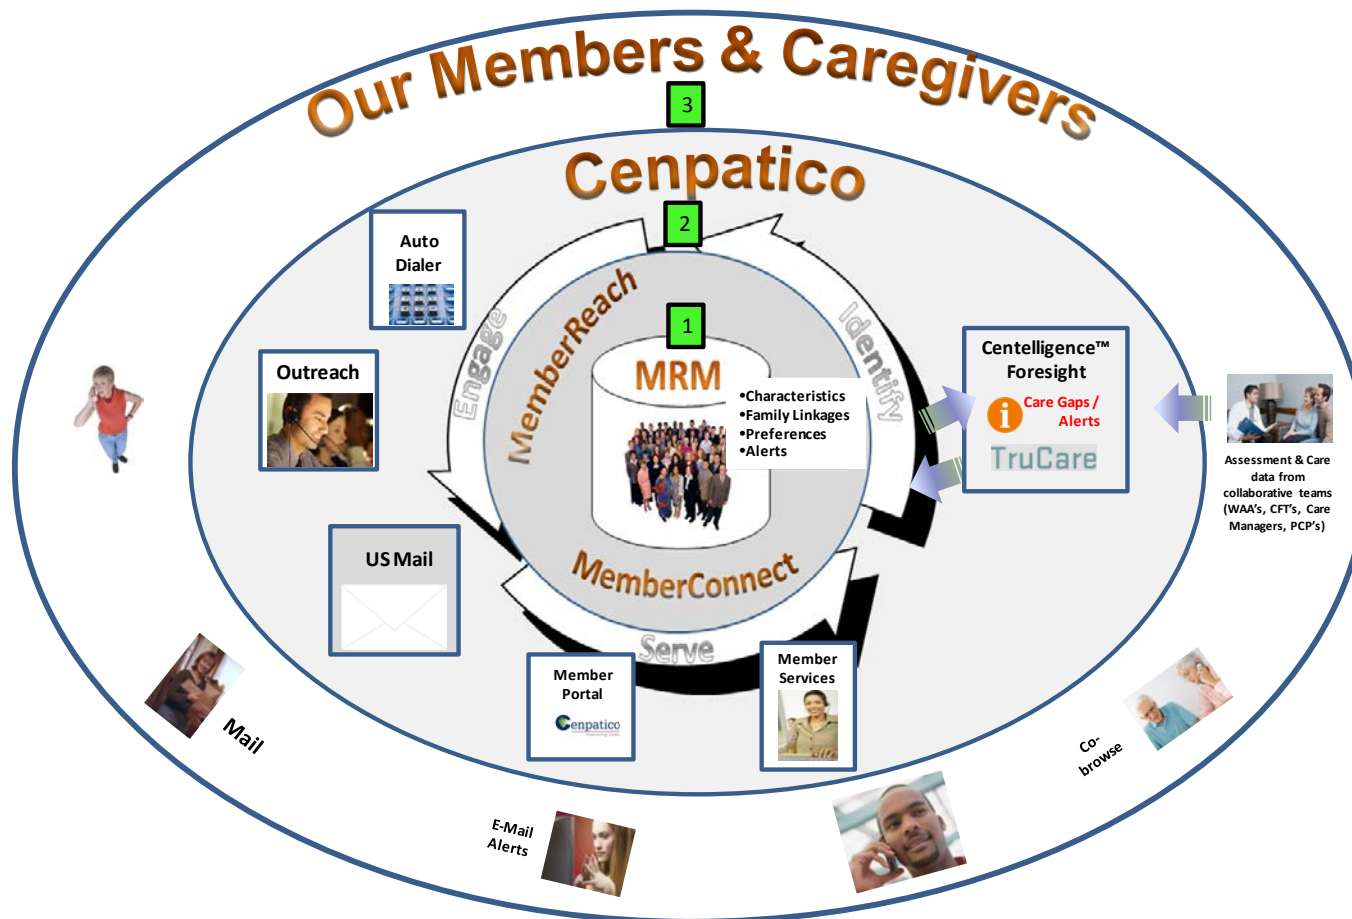 Our Members & Caregivers
3
Cenpatico
2
Auto
Dialer
Engage
Identify
MemberReach
1
MRM
•Characteristics
•Family Linkages
•Preferences
•Alerts
MemberConnect
Serve
Outreach
US Mail
Member
Portal
Cenpatico
Member
Services
Centelligence™
Foresight
i
Care Gaps /
Alerts
TruCare
Assessment & Care
data from
collaborative teams
(WAA's, CFT's, Care
Managers, PCP's)
Mail
E-Mail
Alerts
Co-
browse